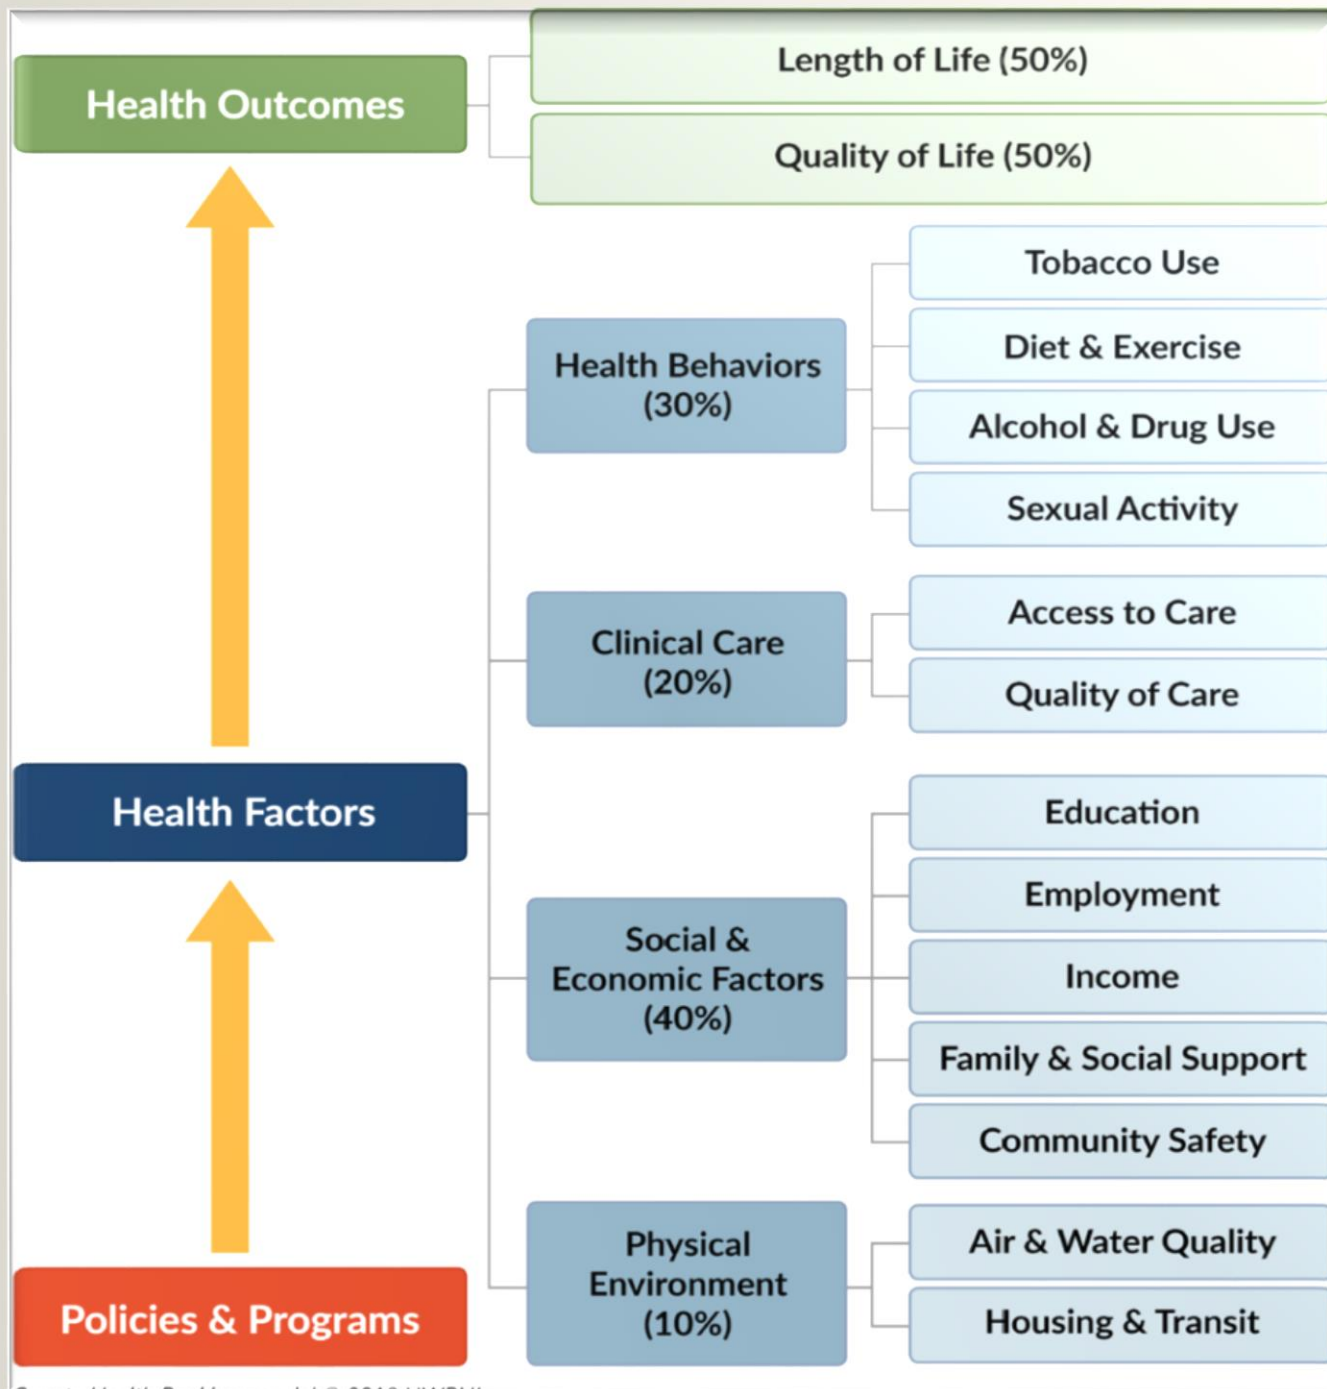 Health Outcomes
Length of Life (50%)
Quality of Life (50%)
Health Behaviors
(30%)
Tobacco Use
Diet & Exercise
Alcohol & Drug Use
Sexual Activity
Clinical Care
(20%)
Access to Care
Quality of Care
Health Factors
Social &
Economic Factors
(40%)
Education
Employment
Income
Family & Social Support
Community Safety
Physical
Environment
(10%)
Air & Water Quality
Housing & Transit
Policies & Programs